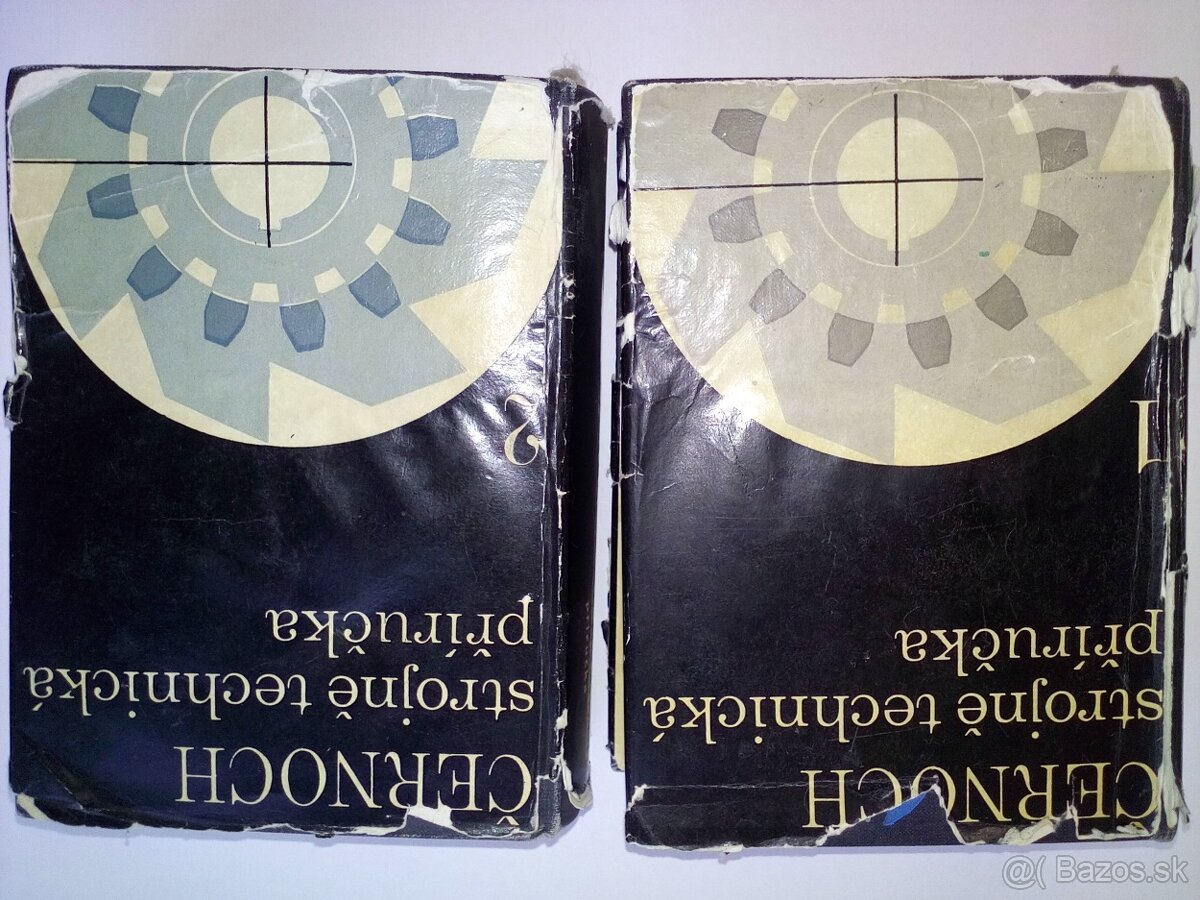 ČERNOCH
strojně technická
příručka
2
ČERNOCH
strojně technická
příručka
1
@( Bazos.sk